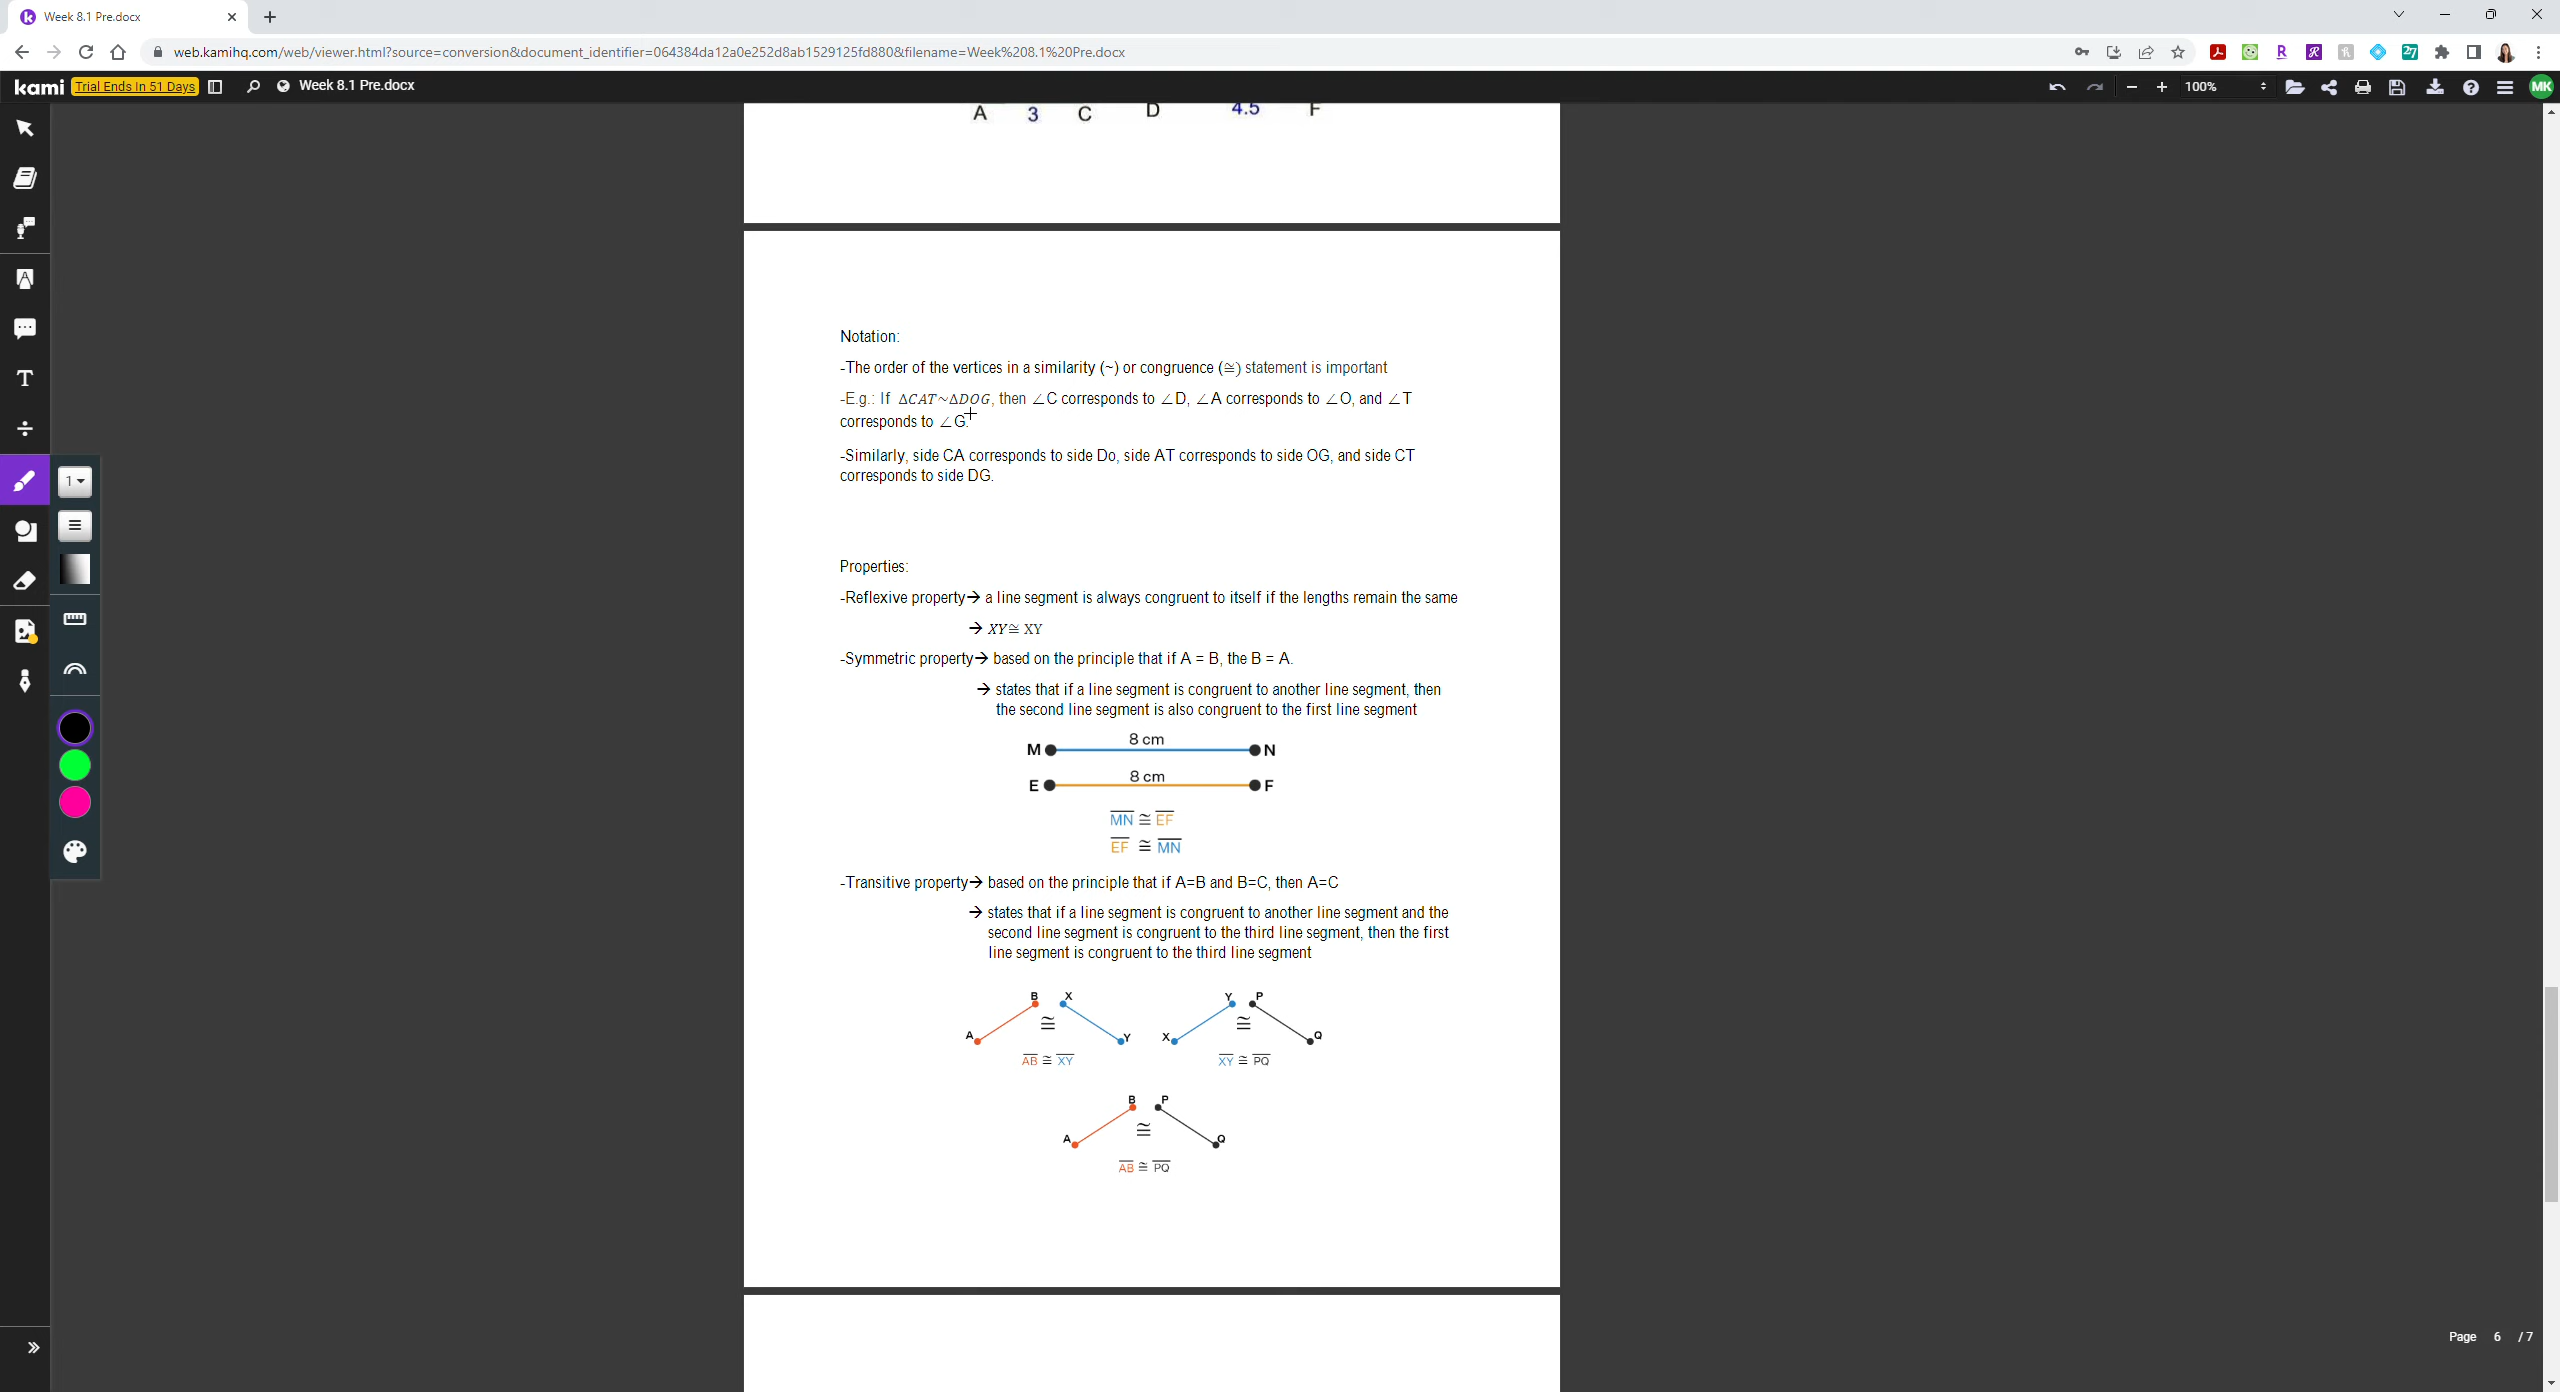 Week 8.1 Pre.docx
web.kamihq.com/web/viewer.html?source=conversion&document_identifier=064384da12a0e252d8ab1529125fd880&filename=Week%208.1%20Pre.docx
kami Trial Ends In 51 Days Week 8.1 Pre.docx 100% MK
A 3 C D 4.5 F
Notation:
-The order of the vertices in a similarity (~) or congruence (≅) statement is important
-E.g.: If ΔCAT~ΔDOG, then ∠C corresponds to ∠D, ∠A corresponds to ∠O, and ∠T
corresponds to ∠G.
-Similarly, side CA corresponds to side Do, side AT corresponds to side OG, and side CT
corresponds to side DG.
1
Properties:
-Reflexive property→ a line segment is always congruent to itself if the lengths remain the same
→ XY≅ XY
-Symmetric property→ based on the principle that if A = B, the B = A.
→ states that if a line segment is congruent to another line segment, then
the second line segment is also congruent to the first line segment
8 cm
M N
8 cm
E F
MN ≅ EF
EF ≅ MN
-Transitive property→ based on the principle that if A=B and B=C, then A=C
→ states that if a line segment is congruent to another line segment and the
second line segment is congruent to the third line segment, then the first
line segment is congruent to the third line segment
B X Y P
≅ ≅
A Y X Q
AB ≅ XY XY ≅ PQ
B P
≅
A Q
AB ≅ PQ
Page 6 / 7